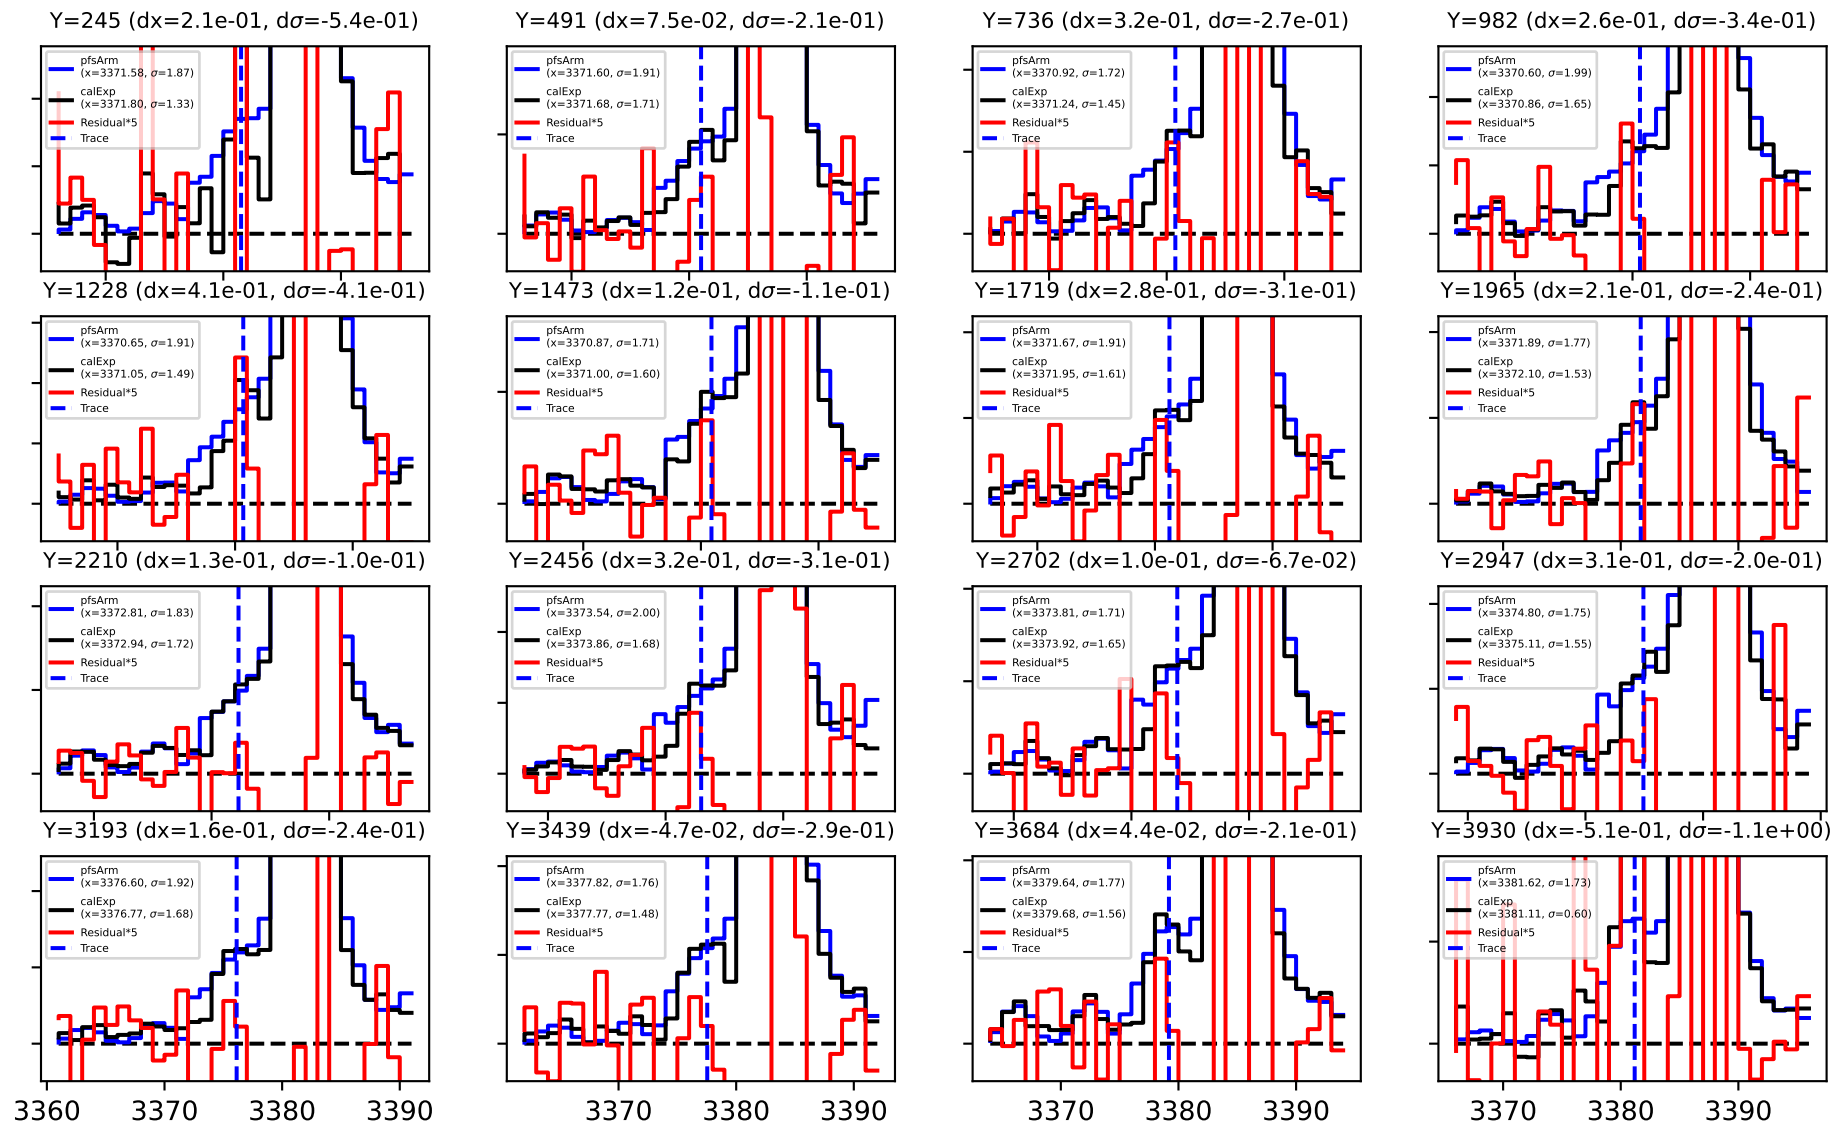 Y=245 (dx=2.1e-01, dσ=-5.4e-01)
pfsArm
(x=3371.58, σ=1.87)
calExp
(x=3371.80, σ=1.33)
Residual*5
Trace
Y=491 (dx=7.5e-02, dσ=-2.1e-01)
pfsArm
(x=3371.60, σ=1.91)
calExp
(x=3371.68, σ=1.71)
Residual*5
Trace
Y=736 (dx=3.2e-01, dσ=-2.7e-01)
pfsArm
(x=3370.92, σ=1.72)
calExp
(x=3371.24, σ=1.45)
Residual*5
Trace
Y=982 (dx=2.6e-01, dσ=-3.4e-01)
pfsArm
(x=3370.60, σ=1.99)
calExp
(x=3370.86, σ=1.65)
Residual*5
Trace
Y=1228 (dx=4.1e-01, dσ=-4.1e-01)
pfsArm
(x=3370.65, σ=1.91)
calExp
(x=3371.05, σ=1.49)
Residual*5
Trace
Y=1473 (dx=1.2e-01, dσ=-1.1e-01)
pfsArm
(x=3370.87, σ=1.71)
calExp
(x=3371.00, σ=1.60)
Residual*5
Trace
Y=1719 (dx=2.8e-01, dσ=-3.1e-01)
pfsArm
(x=3371.67, σ=1.91)
calExp
(x=3371.95, σ=1.61)
Residual*5
Trace
Y=1965 (dx=2.1e-01, dσ=-2.4e-01)
pfsArm
(x=3371.89, σ=1.77)
calExp
(x=3372.10, σ=1.53)
Residual*5
Trace
Y=2210 (dx=1.3e-01, dσ=-1.0e-01)
pfsArm
(x=3372.81, σ=1.83)
calExp
(x=3372.94, σ=1.72)
Residual*5
Trace
Y=2456 (dx=3.2e-01, dσ=-3.1e-01)
pfsArm
(x=3373.54, σ=2.00)
calExp
(x=3373.86, σ=1.68)
Residual*5
Trace
Y=2702 (dx=1.0e-01, dσ=-6.7e-02)
pfsArm
(x=3373.81, σ=1.71)
calExp
(x=3373.92, σ=1.65)
Residual*5
Trace
Y=2947 (dx=3.1e-01, dσ=-2.0e-01)
pfsArm
(x=3374.80, σ=1.75)
calExp
(x=3375.11, σ=1.55)
Residual*5
Trace
Y=3193 (dx=1.6e-01, dσ=-2.4e-01)
pfsArm
(x=3376.60, σ=1.92)
calExp
(x=3376.77, σ=1.68)
Residual*5
Trace
Y=3439 (dx=-4.7e-02, dσ=-2.9e-01)
pfsArm
(x=3377.82, σ=1.76)
calExp
(x=3377.77, σ=1.48)
Residual*5
Trace
Y=3684 (dx=4.4e-02, dσ=-2.1e-01)
pfsArm
(x=3379.64, σ=1.77)
calExp
(x=3379.68, σ=1.56)
Residual*5
Trace
Y=3930 (dx=-5.1e-01, dσ=-1.1e+00)
pfsArm
(x=3381.62, σ=1.73)
calExp
(x=3381.11, σ=0.60)
Residual*5
Trace
3360 3370 3380 3390
3370 3380 3390
3370 3380 3390
3370 3380 3390